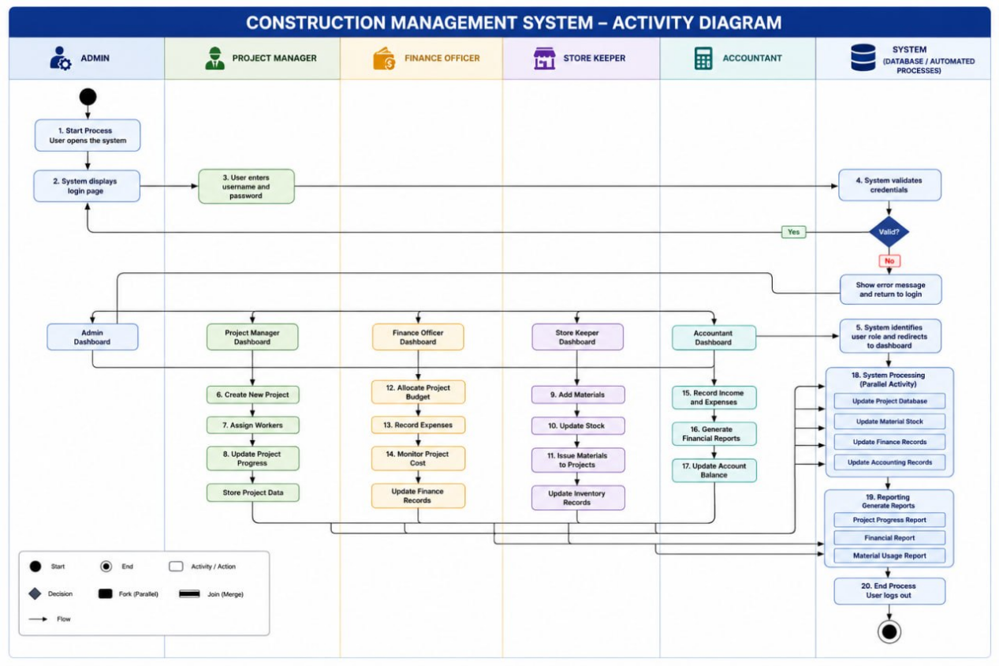 CONSTRUCTION MANAGEMENT SYSTEM – ACTIVITY DIAGRAM
ADMIN
PROJECT MANAGER
FINANCE OFFICER
STORE KEEPER
ACCOUNTANT
SYSTEM
(DATABASE / AUTOMATED
PROCESSES)
1. Start Process
User opens the system
2. System displays
login page
3. User enters
username and
password
4. System validates
credentials
Yes
Valid?
No
Show error message
and return to login
Admin
Dashboard
Project Manager
Dashboard
Finance Officer
Dashboard
Store Keeper
Dashboard
Accountant
Dashboard
5. System identifies
user role and redirects
to dashboard
6. Create New Project
7. Assign Workers
8. Update Project
Progress
Store Project Data
12. Allocate Project
Budget
13. Record Expenses
14. Monitor Project
Cost
Update Finance
Records
9. Add Materials
10. Update Stock
11. Issue Materials
to Projects
Update Inventory
Records
15. Record Income
and Expenses
16. Generate
Financial Reports
17. Update Account
Balance
18. System Processing
(Parallel Activity)
Update Project Database
Update Material Stock
Update Finance Records
Update Accounting Records
19. Reporting
Generate Reports
Project Progress Report
Financial Report
Material Usage Report
20. End Process
User logs out
Start
End
Activity / Action
Decision
Fork (Parallel)
Join (Merge)
Flow